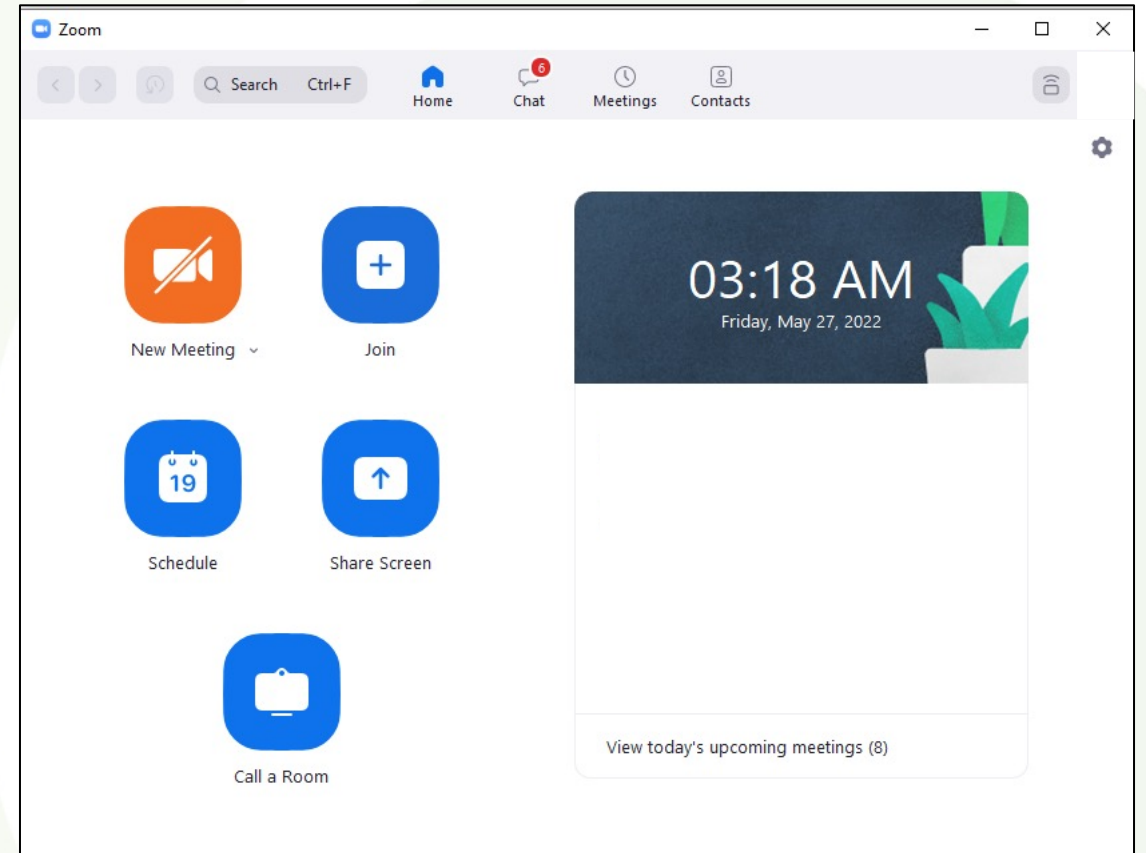 Zoom
Search Ctrl+F
Home
6
Chat
Meetings
Contacts
New Meeting
Join
03:18 AM
Friday, May 27, 2022
19
Schedule
Share Screen
Call a Room
View today's upcoming meetings (8)